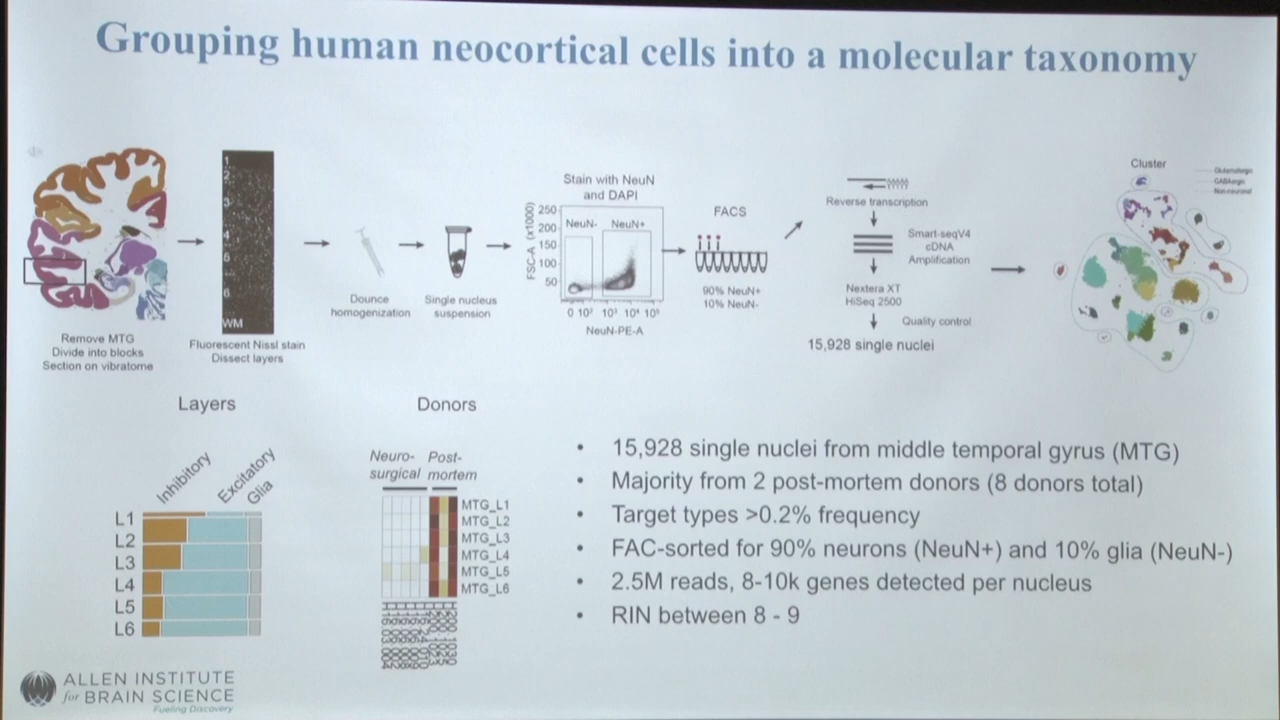 Grouping human neocortical cells into a molecular taxonomy
Remove MTG
Divide into blocks
Section on vibratome
1
2
3
4
5
6
WM
Fluorescent Nissl stain
Dissect layers
Dounce
homogenization
Single nucleus
suspension
Stain with NeuN
and DAPI
FSC-A (x1000)
250
200
150
100
50
NeuN-
NeuN+
0 10² 10³ 10⁴ 10⁵
NeuN-PE-A
FACS
90% NeuN+
10% NeuN-
Reverse transcription
Smart-seqV4
cDNA
Amplification
Nextera XT
HiSeq 2500
Quality control
15,928 single nuclei
Cluster
Glutamatergic
GABAergic
Non-neuronal
Layers
Inhibitory
Excitatory
Glia
L1
L2
L3
L4
L5
L6
Donors
Neuro- Post-
surgical mortem
MTG_L1
MTG_L2
MTG_L3
MTG_L4
MTG_L5
MTG_L6
• 15,928 single nuclei from middle temporal gyrus (MTG)
• Majority from 2 post-mortem donors (8 donors total)
• Target types >0.2% frequency
• FAC-sorted for 90% neurons (NeuN+) and 10% glia (NeuN-)
• 2.5M reads, 8-10k genes detected per nucleus
• RIN between 8 - 9
ALLEN INSTITUTE
for BRAIN SCIENCE
Fueling Discovery